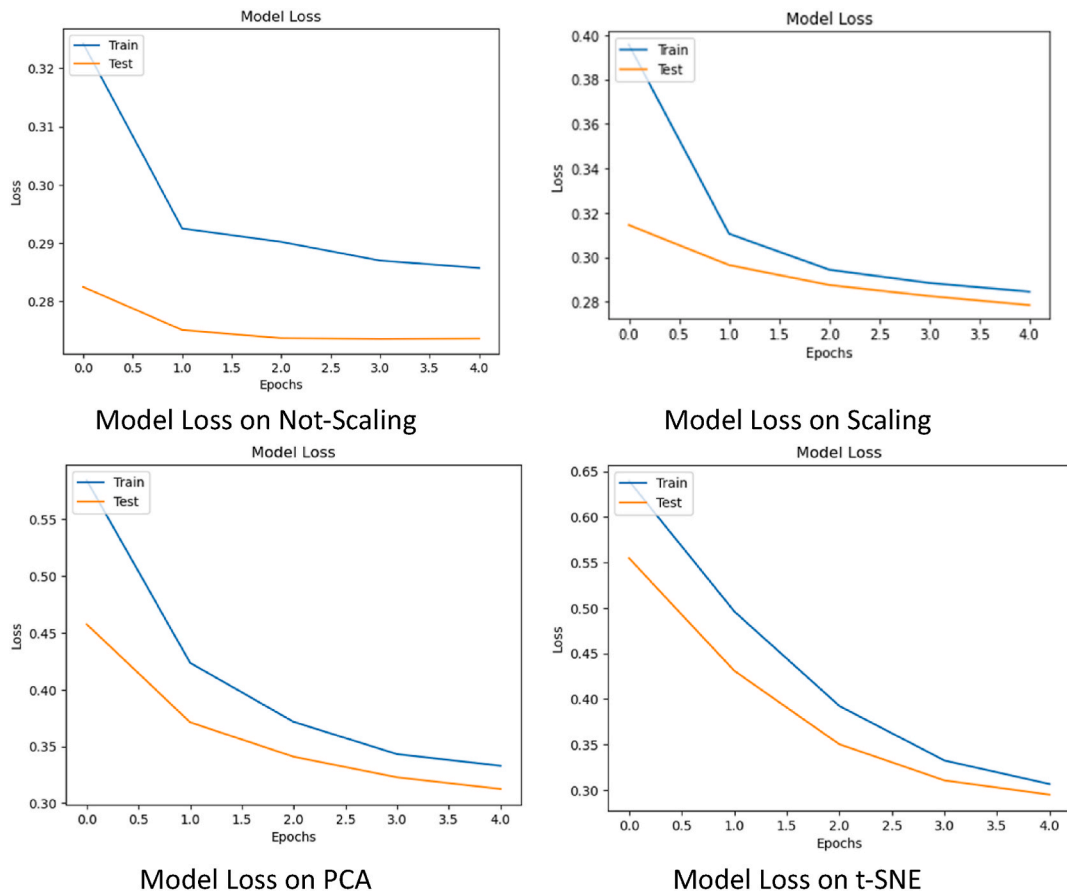 Model Loss
Train
Test
0.32
0.31
0.30
0.29
0.28
Loss
0.0 0.5 1.0 1.5 2.0 2.5 3.0 3.5 4.0
Epochs
Model Loss on Not-Scaling
Model Loss
Train
Test
0.40
0.38
0.36
0.34
0.32
0.30
0.28
Loss
0.0 0.5 1.0 1.5 2.0 2.5 3.0 3.5 4.0
Epochs
Model Loss on Scaling
Model Loss
Train
Test
0.55
0.50
0.45
0.40
0.35
0.30
Loss
0.0 0.5 1.0 1.5 2.0 2.5 3.0 3.5 4.0
Epochs
Model Loss on PCA
Model Loss
Train
Test
0.65
0.60
0.55
0.50
0.45
0.40
0.35
0.30
Loss
0.0 0.5 1.0 1.5 2.0 2.5 3.0 3.5 4.0
Epochs
Model Loss on t-SNE